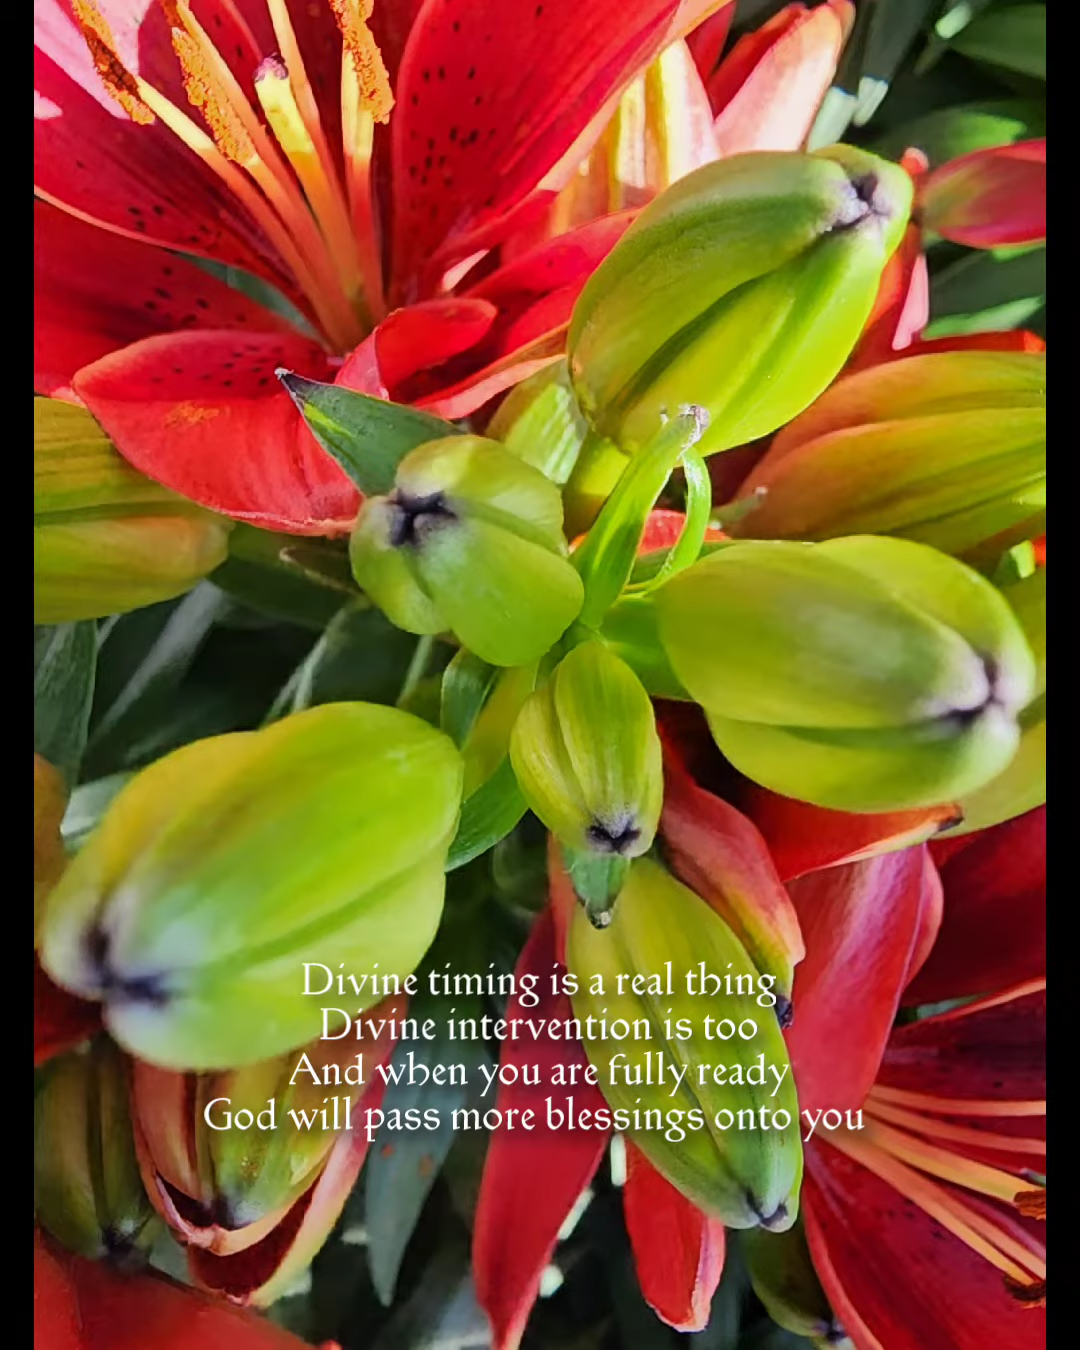 Divine timing is a real thing
Divine intervention is too
And when you are fully ready
God will pass more blessings onto you